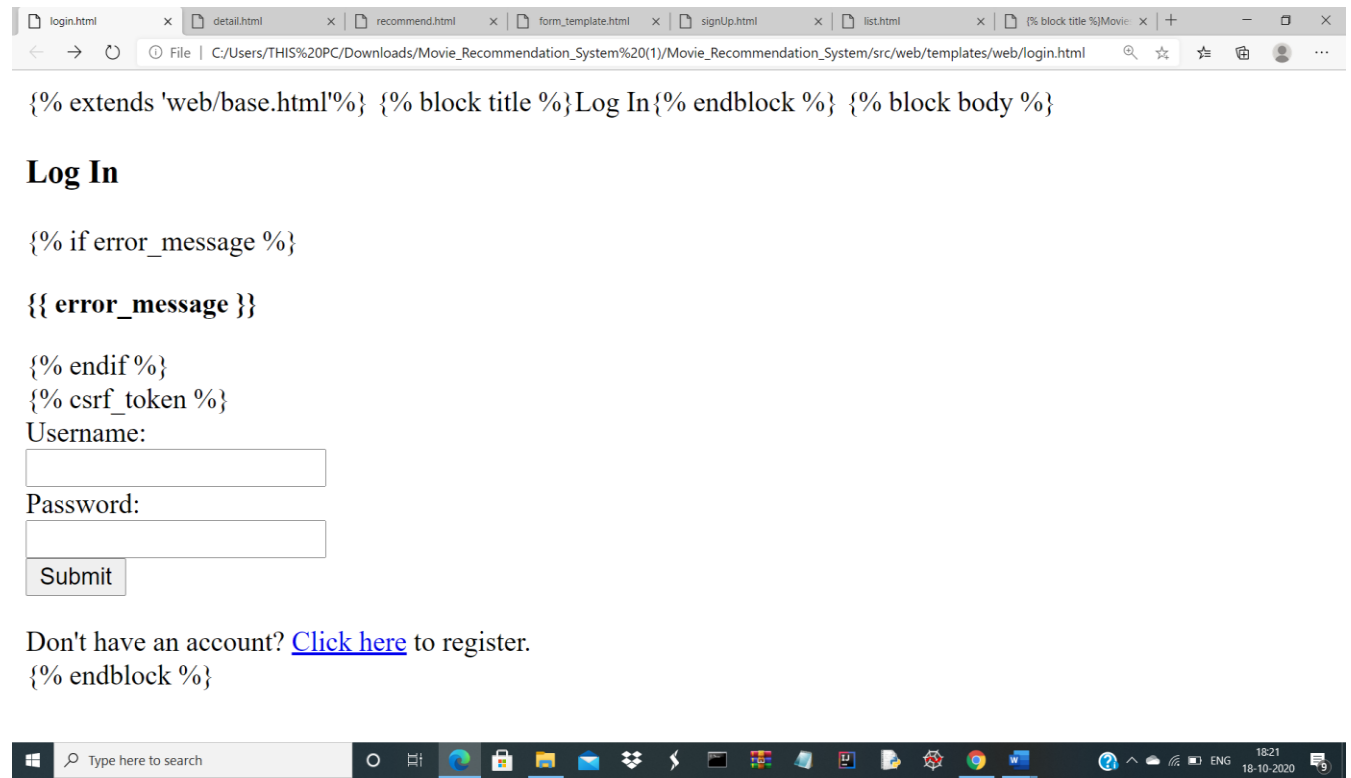 login.html detail.html recommend.html form_template.html signUp.html list.html {% block title %}Movie
File C:/Users/THIS%20PC/Downloads/Movie_Recommendation_System%20(1)/Movie_Recommendation_System/src/web/templates/web/login.html
{% extends 'web/base.html'%} {% block title %}Log In{% endblock %} {% block body %}
Log In
{% if error_message %}
{{ error_message }}
{% endif %}
{% csrf_token %}
Username:
Password:
Submit
Don't have an account? Click here to register.
{% endblock %}
Type here to search ENG 18:21
18-10-2020 9